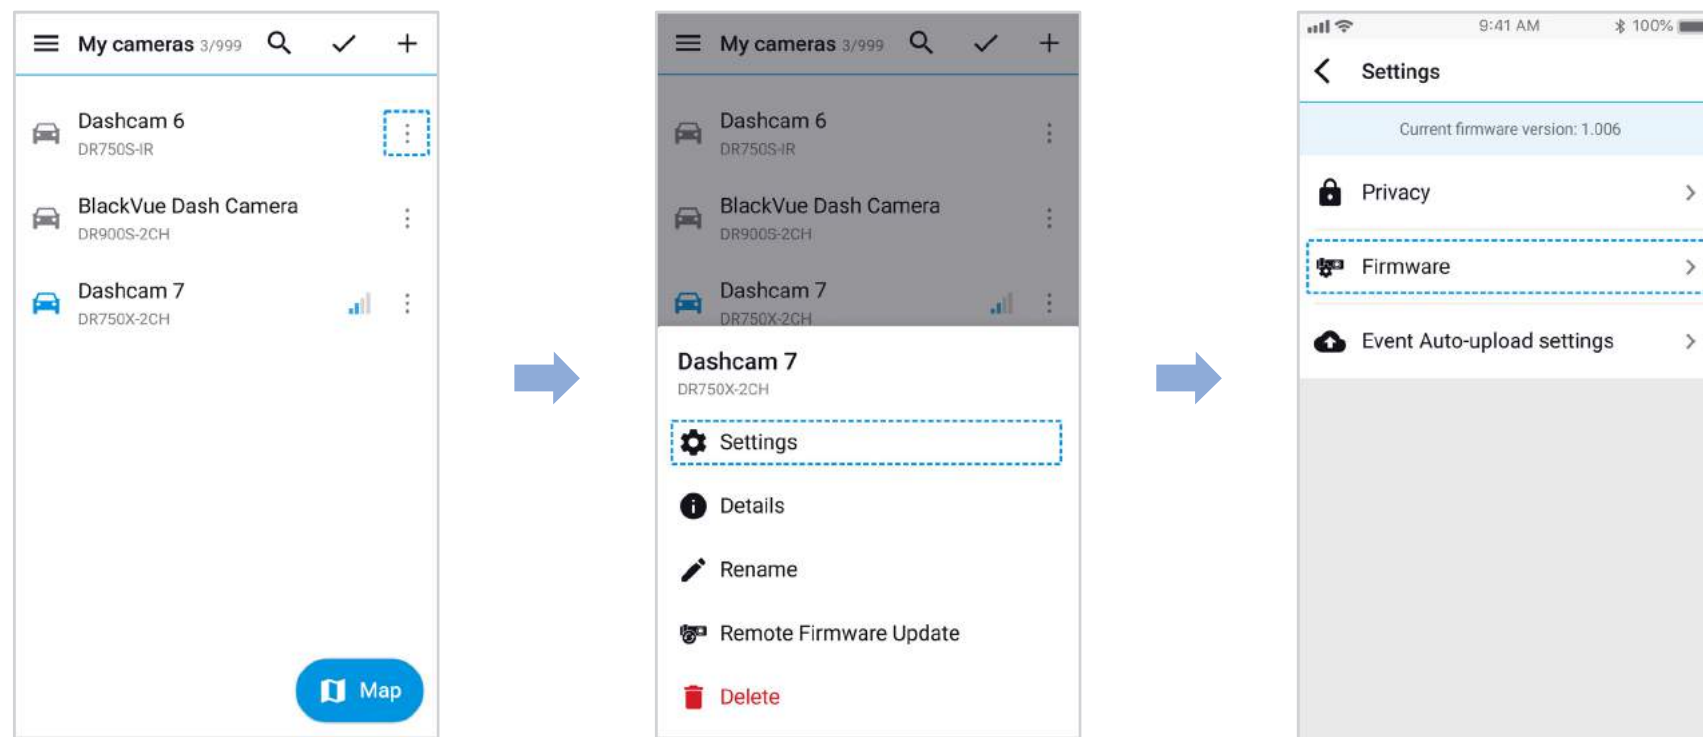 My cameras 3/999
Dashcam 6
DR750S-IR
BlackVue Dash Camera
DR900S-2CH
Dashcam 7
DR750X-2CH
Map
My cameras 3/999
Dashcam 6
DR750S-IR
BlackVue Dash Camera
DR900S-2CH
Dashcam 7
DR750X-2CH
Dashcam 7
DR750X-2CH
Settings
Details
Rename
Remote Firmware Update
Delete
9:41 AM 100%
Settings
Current firmware version: 1.006
Privacy
Firmware
Event Auto-upload settings